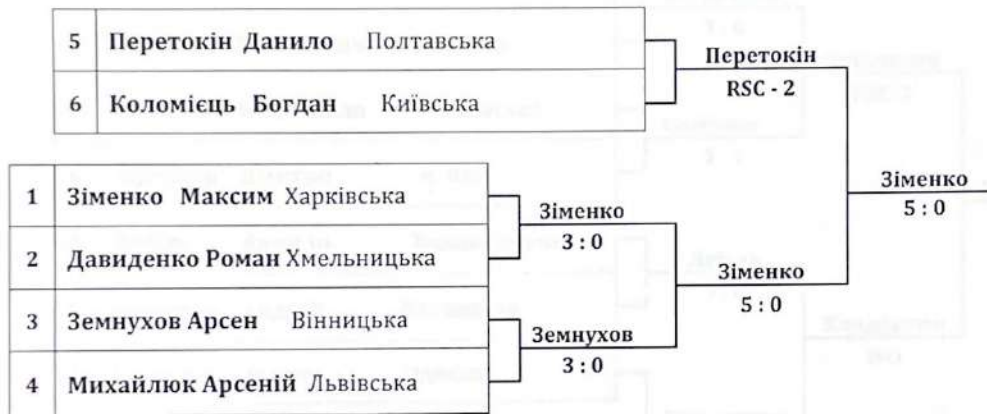 5 Перетокін Данило Полтавська
6 Коломієць Богдан Київська
Перетокін
RSC - 2
1 Зіменко Максим Харківська
2 Давиденко Роман Хмельницька
3 Земнухов Арсен Вінницька
4 Михайлюк Арсеній Львівська
Зіменко
3 : 0
Земнухов
3 : 0
Зіменко
5 : 0
Зіменко
5 : 0